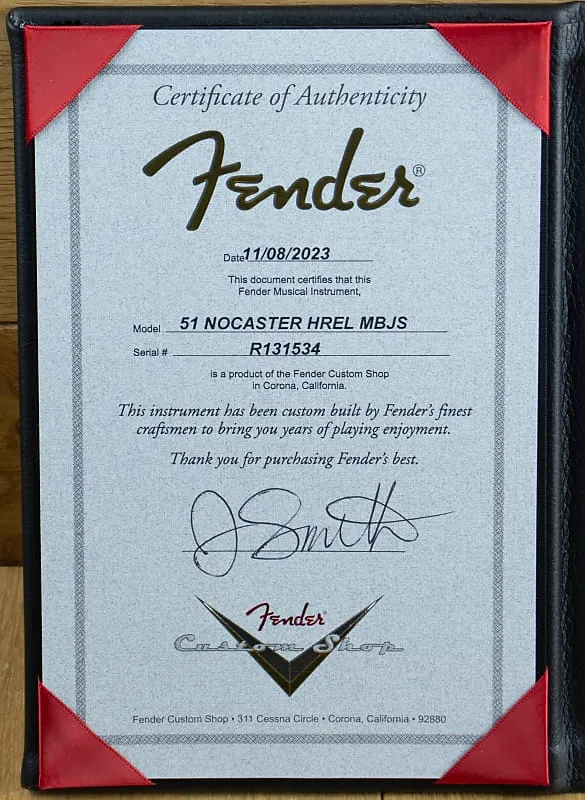 Certificate of Authenticity
Fender®
Date 11/08/2023
This document certifies that this
Fender Musical Instrument,
Model 51 NOCASTER HREL MBJS
Serial # R131534
is a product of the Fender Custom Shop
in Corona, California.
This instrument has been custom built by Fender's finest
craftsmen to bring you years of playing enjoyment.
Thank you for purchasing Fender's best.
J Smith
Fender
Custom Shop
Fender Custom Shop • 311 Cessna Circle • Corona, California • 92880